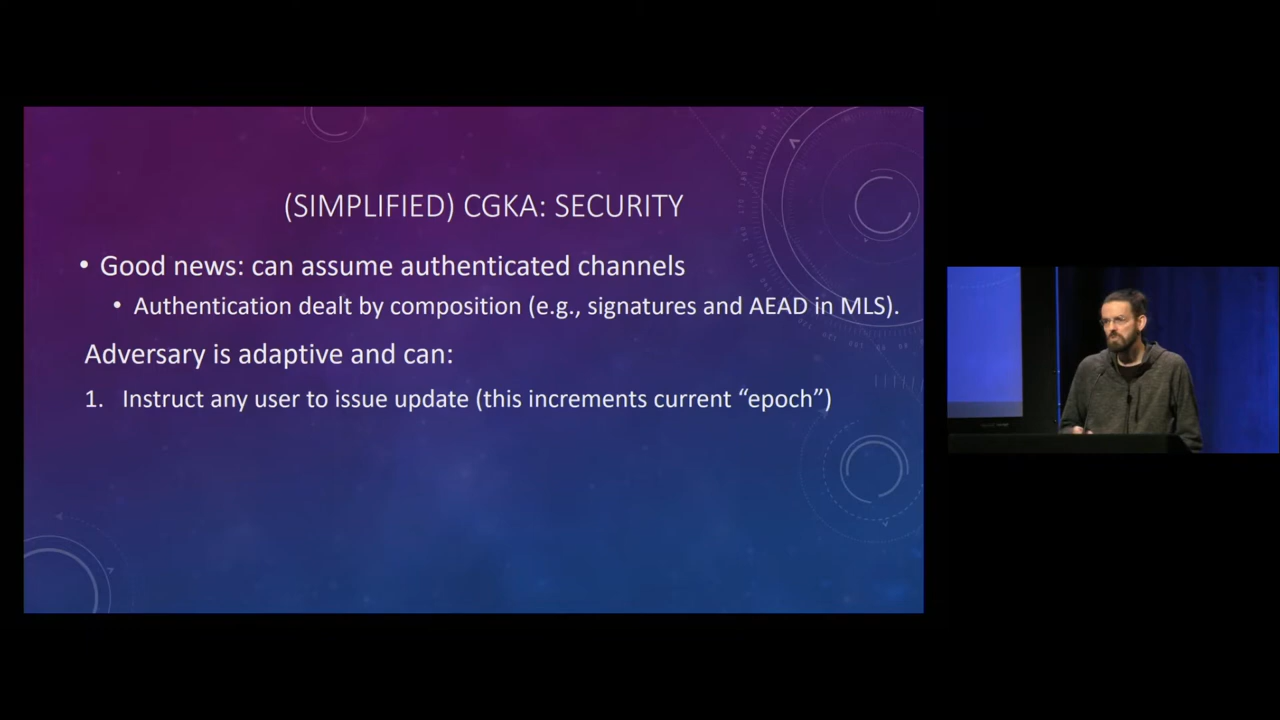 (SIMPLIFIED) CGKA: SECURITY
• Good news: can assume authenticated channels
• Authentication dealt by composition (e.g., signatures and AEAD in MLS).
Adversary is adaptive and can:
1. Instruct any user to issue update (this increments current “epoch”)